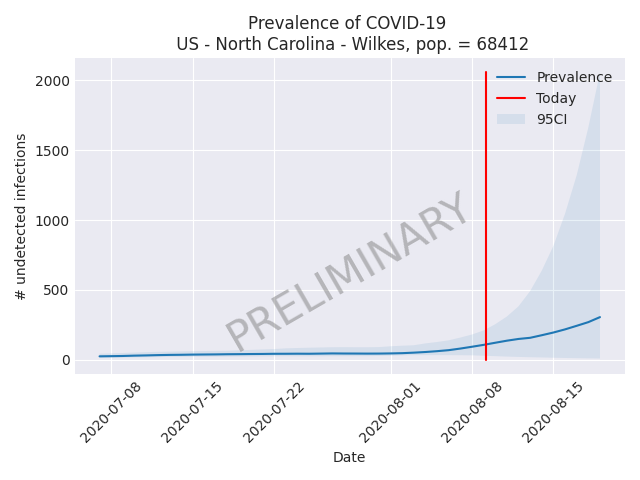 Prevalence of COVID-19
US - North Carolina - Wilkes, pop. = 68412
Prevalence
Today
95CI
# undetected infections
2000
1500
1000
500
0
PRELIMINARY
2020-07-08
2020-07-15
2020-07-22
2020-08-01
2020-08-08
2020-08-15
Date